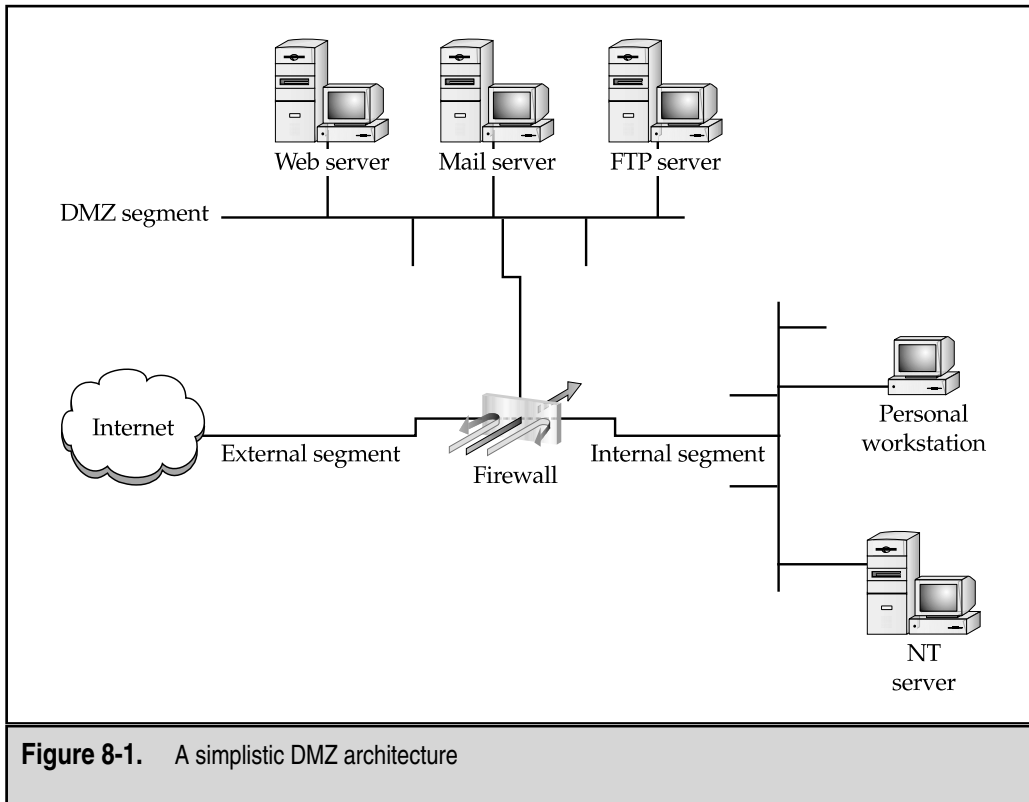 Web server
Mail server
FTP server
DMZ segment
Internet
External segment
Firewall
Internal segment
Personal
workstation
NT
server
Figure 8-1. A simplistic DMZ architecture